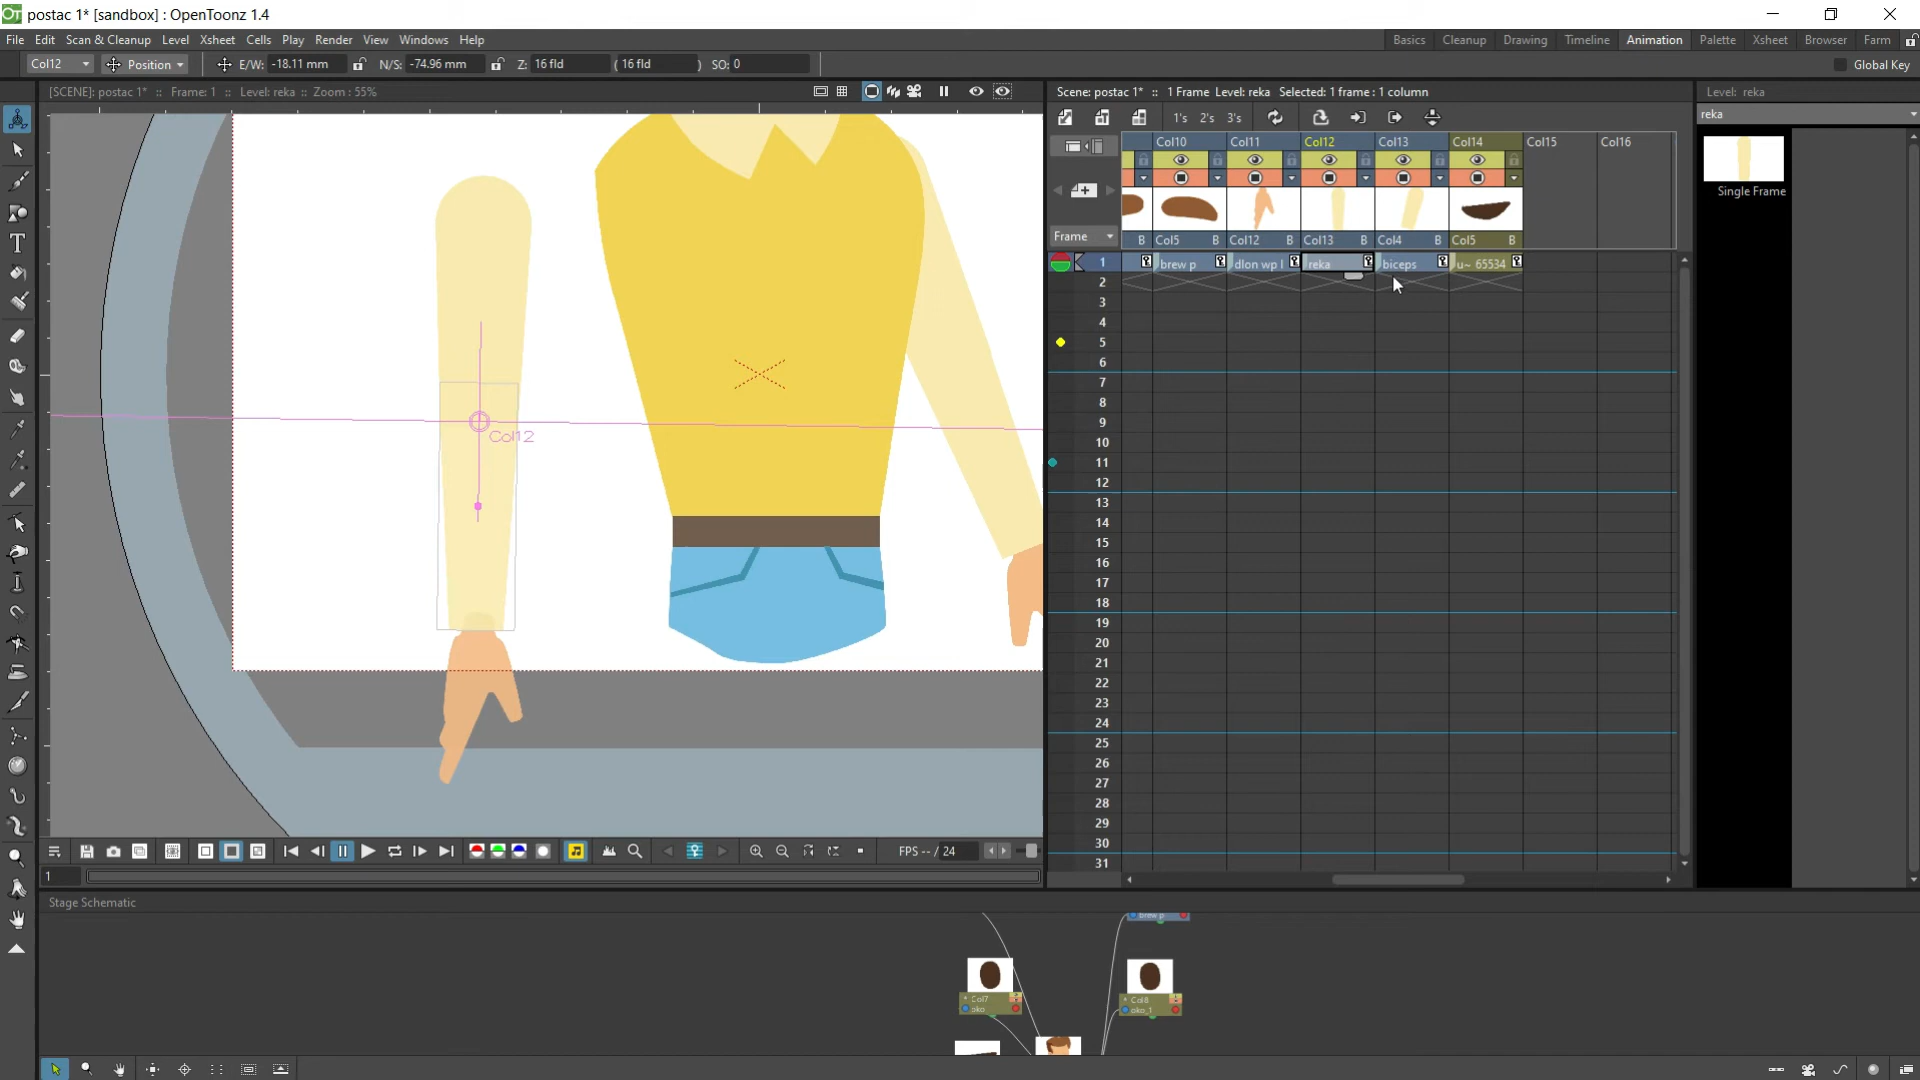 postac 1* [sandbox] : OpenToonz 1.4
File Edit Scan & Cleanup Level Xsheet Cells Play Render View Windows Help
Basics Cleanup Drawing Timeline Animation Palette Xsheet Browser Farm
Col12 Position E/W: -18.11 mm N/S: -74.96 mm Z: 16 fld ( 16 fld ) SO: 0 Global Key
[SCENE]: postac 1* :: Frame: 1 :: Level: reka :: Zoom : 55%
Scene: postac 1* :: 1 Frame Level: reka Selected: 1 frame : 1 column
Level: reka
reka
1's 2's 3's
Col10 Col11 Col12 Col13 Col14 Col15 Col16
Single Frame
Frame
B Col5 B Col12 B Col13 B Col4 B Col5 B
1 brew p dlon wp l reka biceps u~ 65534
2
3
4
5
6
7
8
9
10
11
12
13
14
15
16
17
18
19
20
21
22
23
24
25
26
27
28
29
30
31
Col12
FPS -- / 24
1
Stage Schematic
brew p
Col7
oko
Col8
oko_1